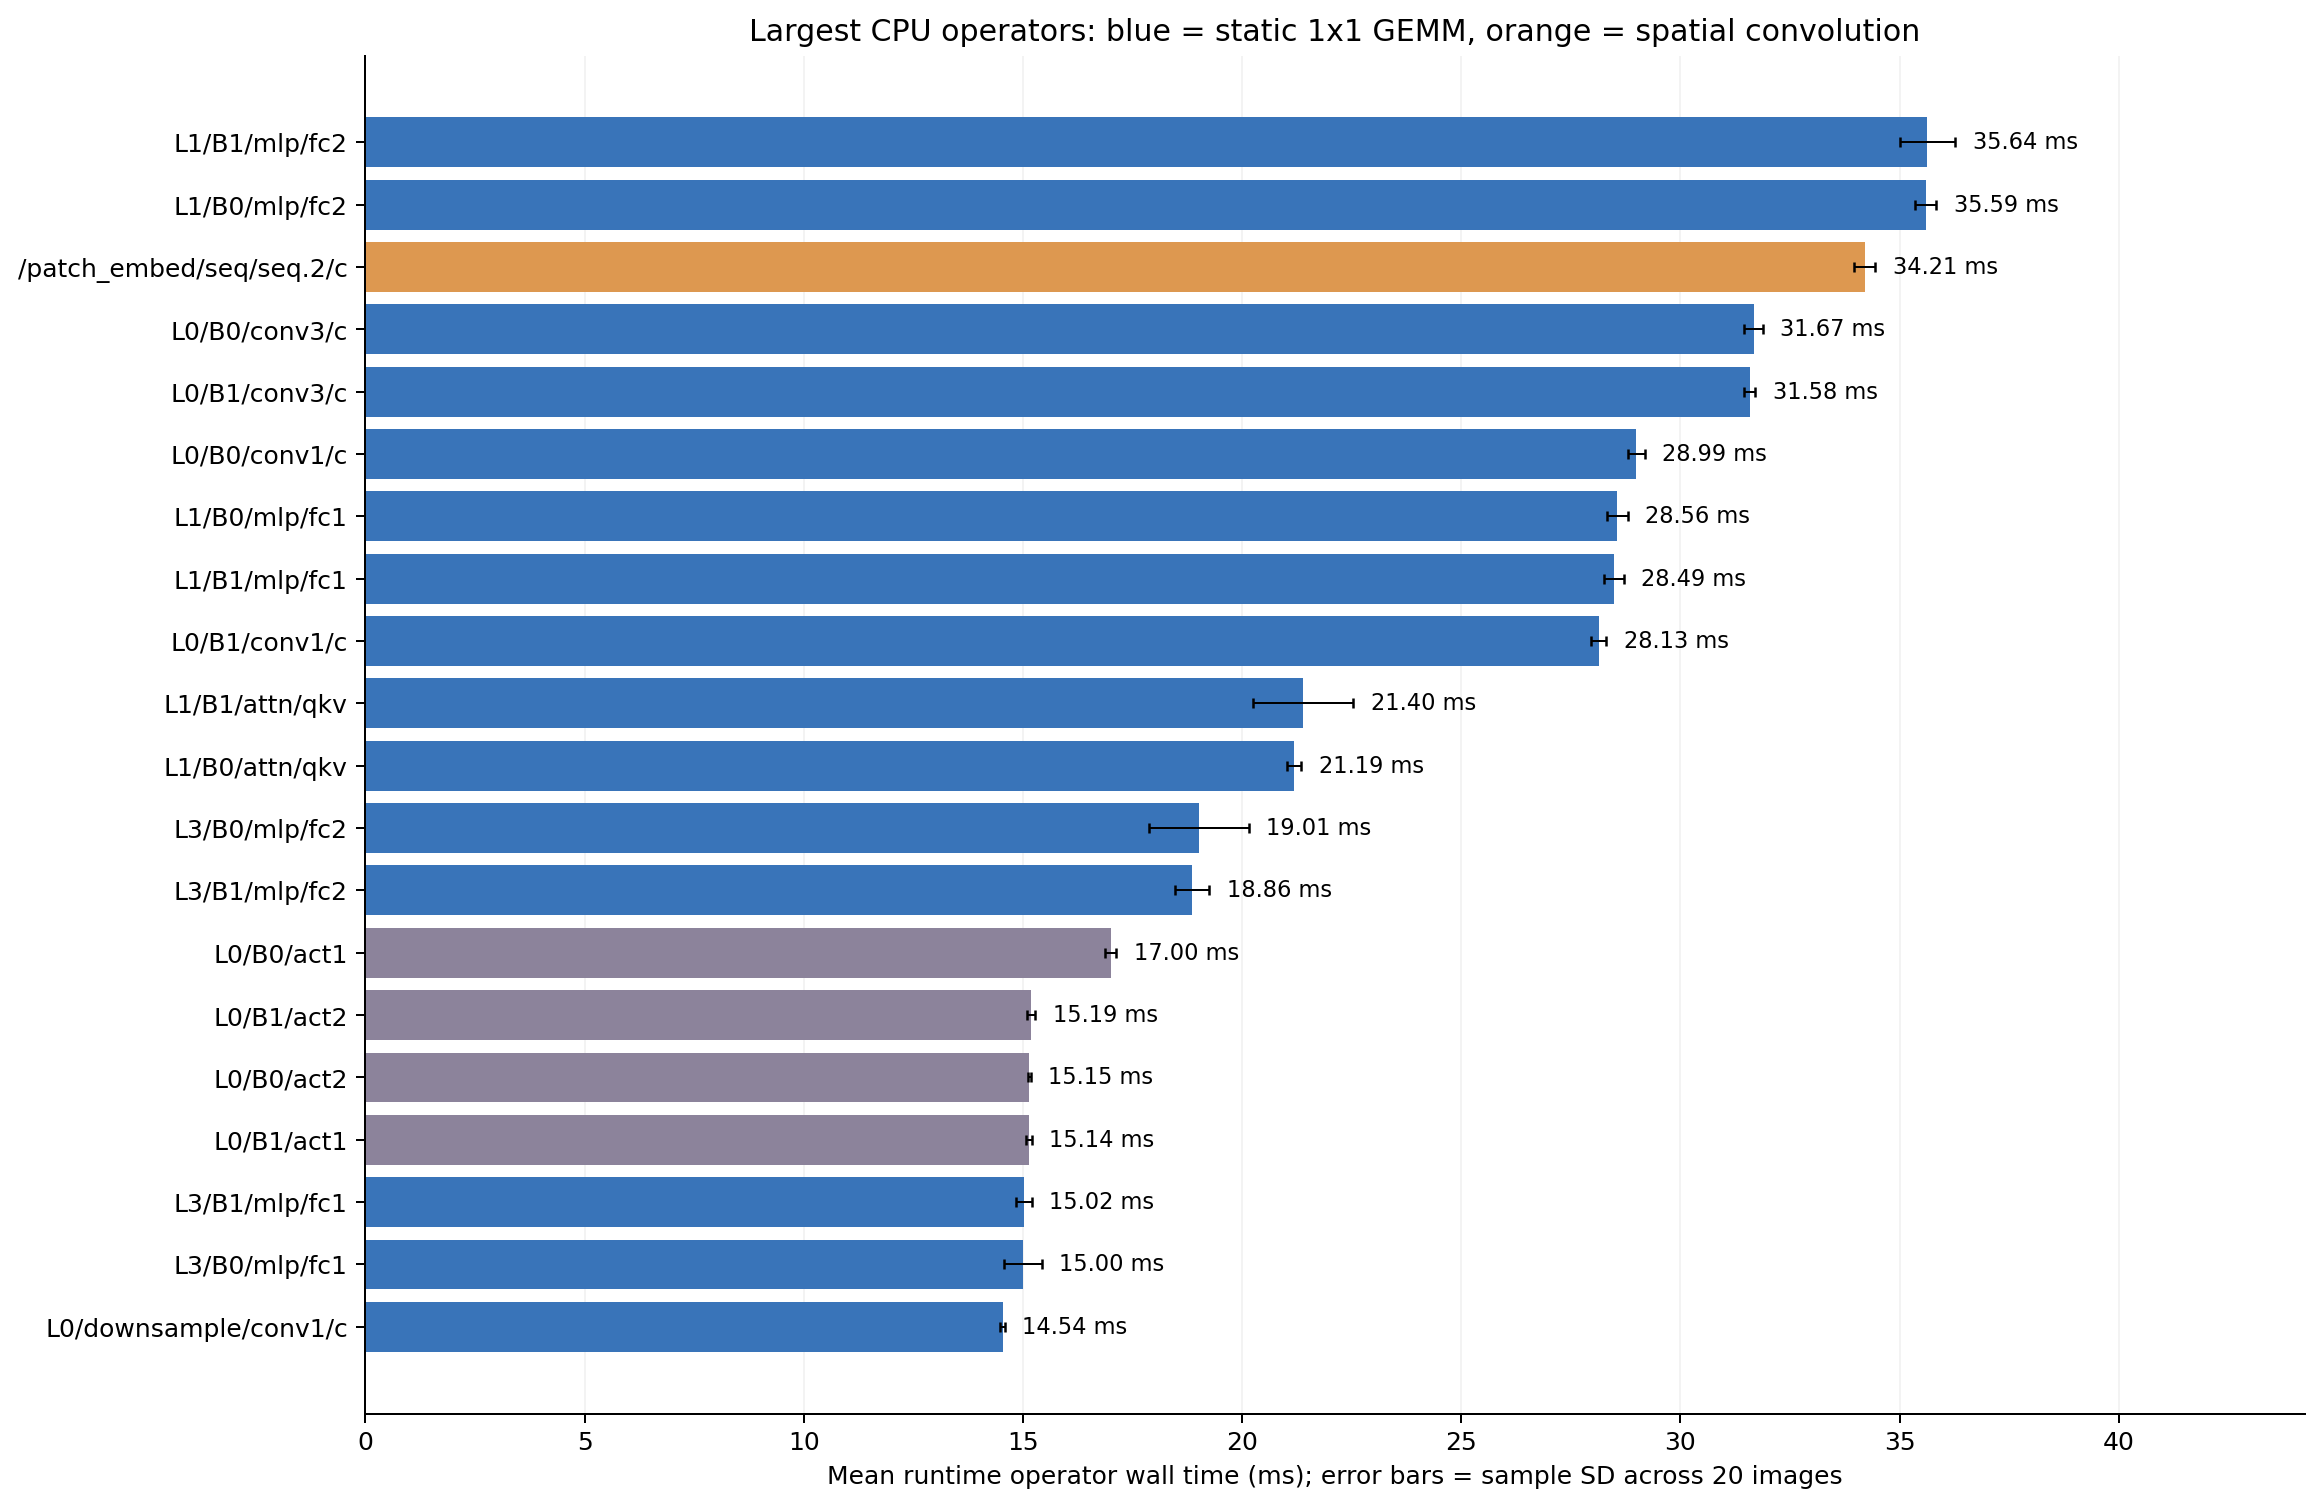 Largest CPU operators: blue = static 1x1 GEMM, orange = spatial convolution
L1/B1/mlp/fc2 35.64 ms
L1/B0/mlp/fc2 35.59 ms
/patch_embed/seq/seq.2/c 34.21 ms
L0/B0/conv3/c 31.67 ms
L0/B1/conv3/c 31.58 ms
L0/B0/conv1/c 28.99 ms
L1/B0/mlp/fc1 28.56 ms
L1/B1/mlp/fc1 28.49 ms
L0/B1/conv1/c 28.13 ms
L1/B1/attn/qkv 21.40 ms
L1/B0/attn/qkv 21.19 ms
L3/B0/mlp/fc2 19.01 ms
L3/B1/mlp/fc2 18.86 ms
L0/B0/act1 17.00 ms
L0/B1/act2 15.19 ms
L0/B0/act2 15.15 ms
L0/B1/act1 15.14 ms
L3/B1/mlp/fc1 15.02 ms
L3/B0/mlp/fc1 15.00 ms
L0/downsample/conv1/c 14.54 ms
0 5 10 15 20 25 30 35 40
Mean runtime operator wall time (ms); error bars = sample SD across 20 images